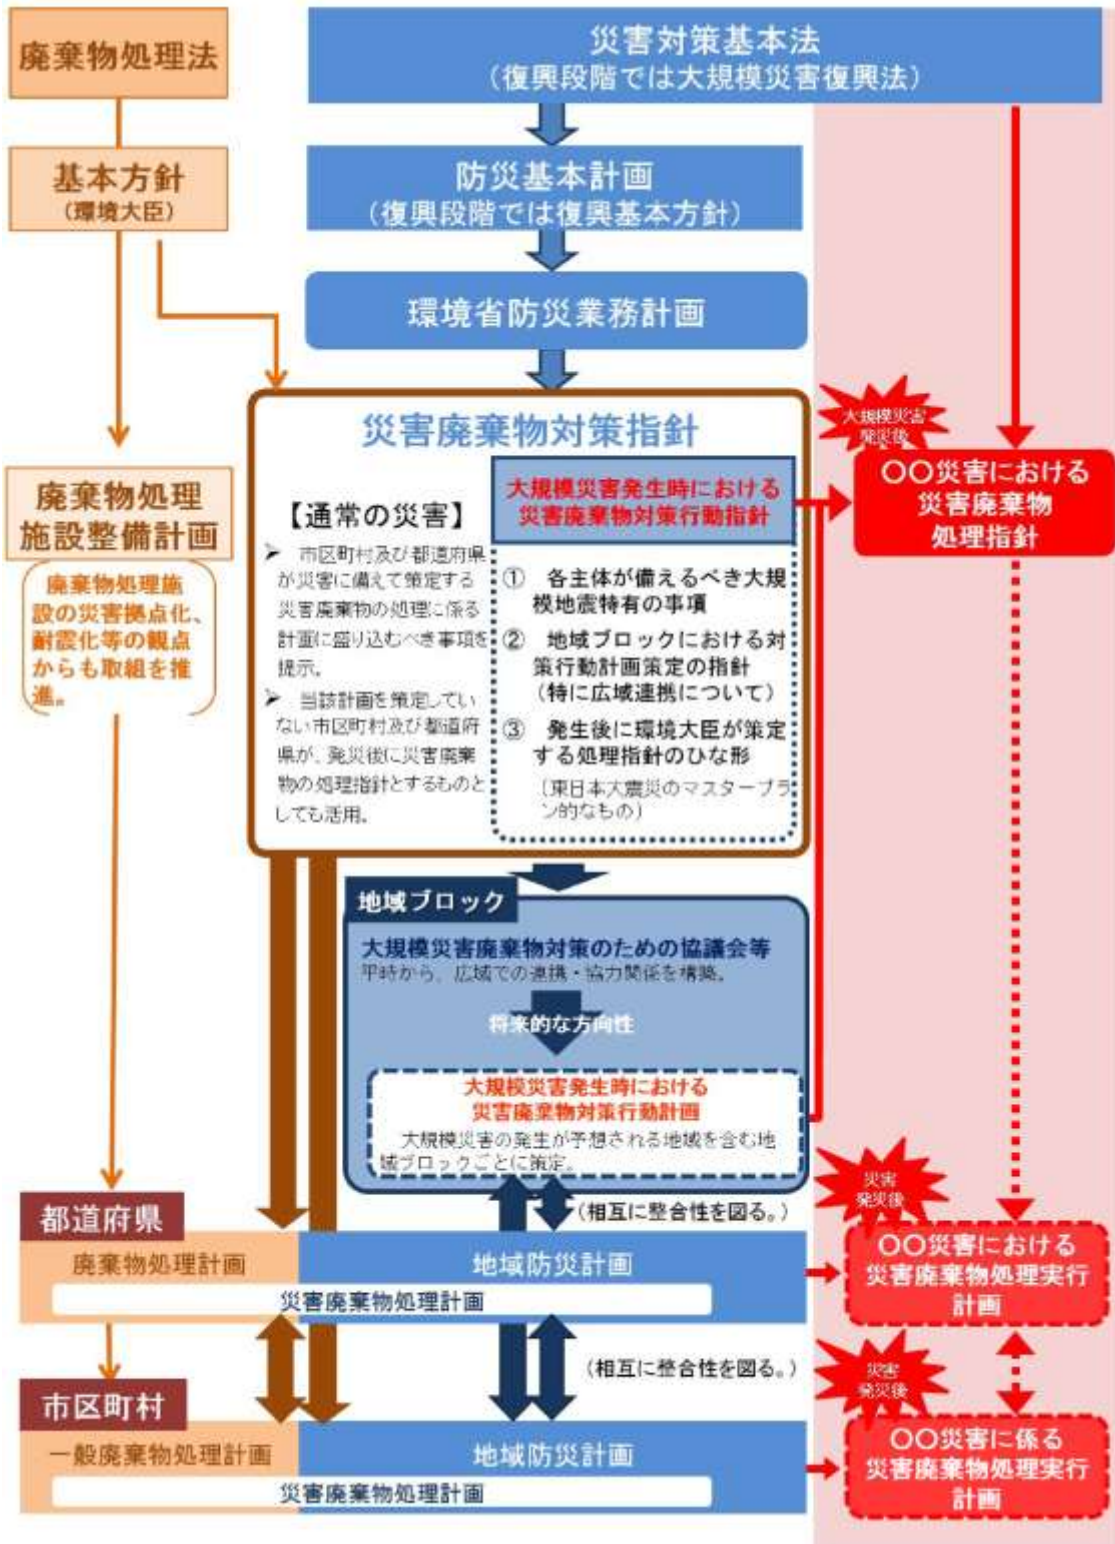 廃棄物処理法
災害対策基本法
(復興段階では大規模災害復興法)
基本方針
(環境大臣)
防災基本計画
(復興段階では復興基本方針)
環境省防災業務計画
災害廃棄物対策指針
【通常の災害】
➢ 市区町村及び都道府県
が災害に備えて策定する
災害廃棄物の処理に係る
計画に盛り込むべき事項を
提示。
➢ 当該計画を策定してい
ない市区町村及び都道府
県が、発災後に災害廃棄
物の処理指針とするものと
しても活用。
大規模災害発生時における
災害廃棄物対策行動指針
① 各主体が備えるべき大規
模地震特有の事項
② 地域ブロックにおける対
策行動計画策定の指針
(特に広域連携について)
③ 発生後に環境大臣が策定
する処理指針のひな形
(東日本大震災のマスタープラ
ン的なもの)
大規模災害
発災後
〇〇災害における
災害廃棄物
処理指針
廃棄物処理
施設整備計画
廃棄物処理施
設の災害拠点化、
耐震化等の観点
からも取組を推
進。
地域ブロック
大規模災害廃棄物対策のための協議会等
平時から、広域での連携・協力関係を構築。
将来的な方向性
大規模災害発生時における
災害廃棄物対策行動計画
大規模災害の発生が予想される地域を含む地
域ブロックごとに策定。
(相互に整合性を図る。)
災害
発災後
都道府県
廃棄物処理計画
地域防災計画
災害廃棄物処理計画
〇〇災害における
災害廃棄物処理実行
計画
(相互に整合性を図る。)
災害
発災後
市区町村
一般廃棄物処理計画
地域防災計画
災害廃棄物処理計画
〇〇災害に係る
災害廃棄物処理実行
計画